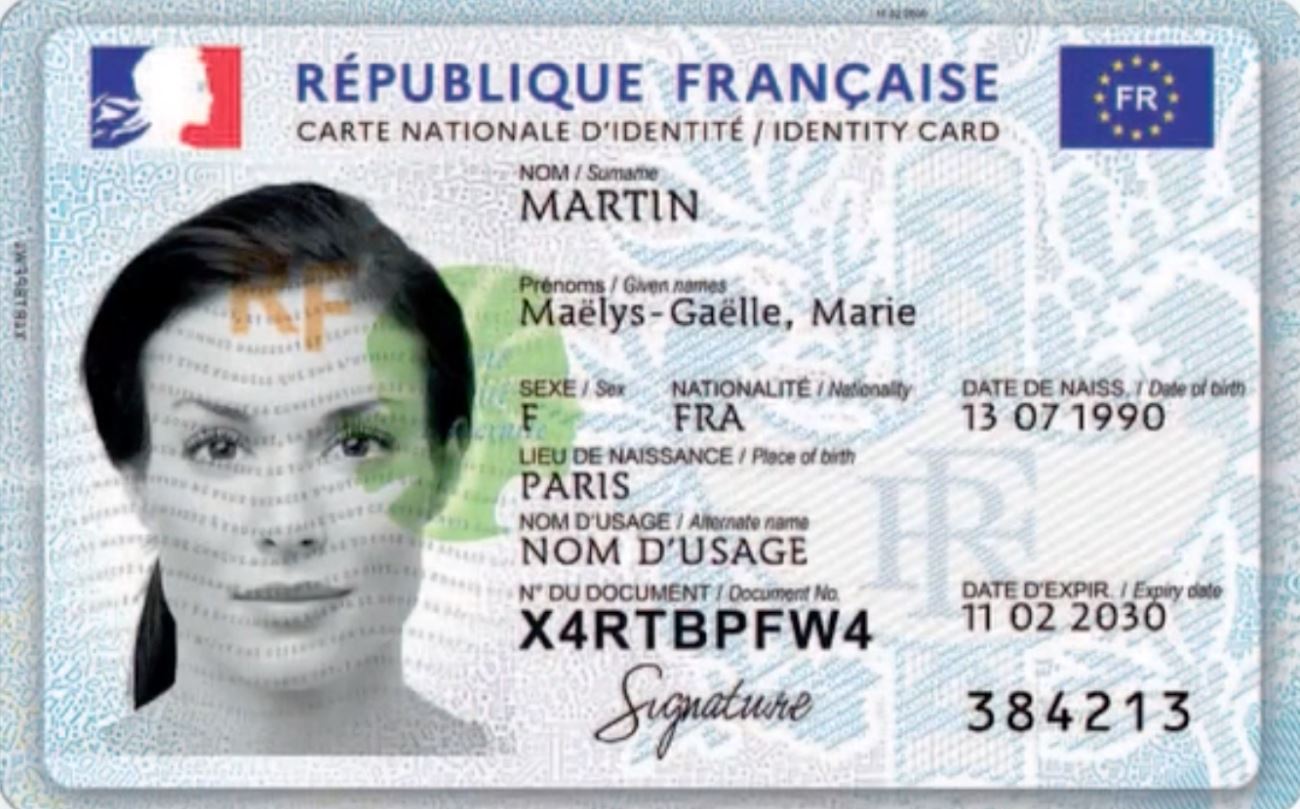 RÉPUBLIQUE FRANÇAISE
FR
CARTE NATIONALE D'IDENTITÉ / IDENTITY CARD
NOM / Surname
MARTIN
Prénoms / Given names
Maëlys-Gaëlle, Marie
SEXE / Sex NATIONALITÉ / Nationality DATE DE NAISS. / Date of birth
F FRA 13 07 1990
LIEU DE NAISSANCE / Place of birth
PARIS
NOM D'USAGE / Alternate name
NOM D'USAGE
N° DU DOCUMENT / Document No. DATE D'EXPIR. / Expiry date
X4RTBPFW4 11 02 2030
Signature
384213
RF
RF